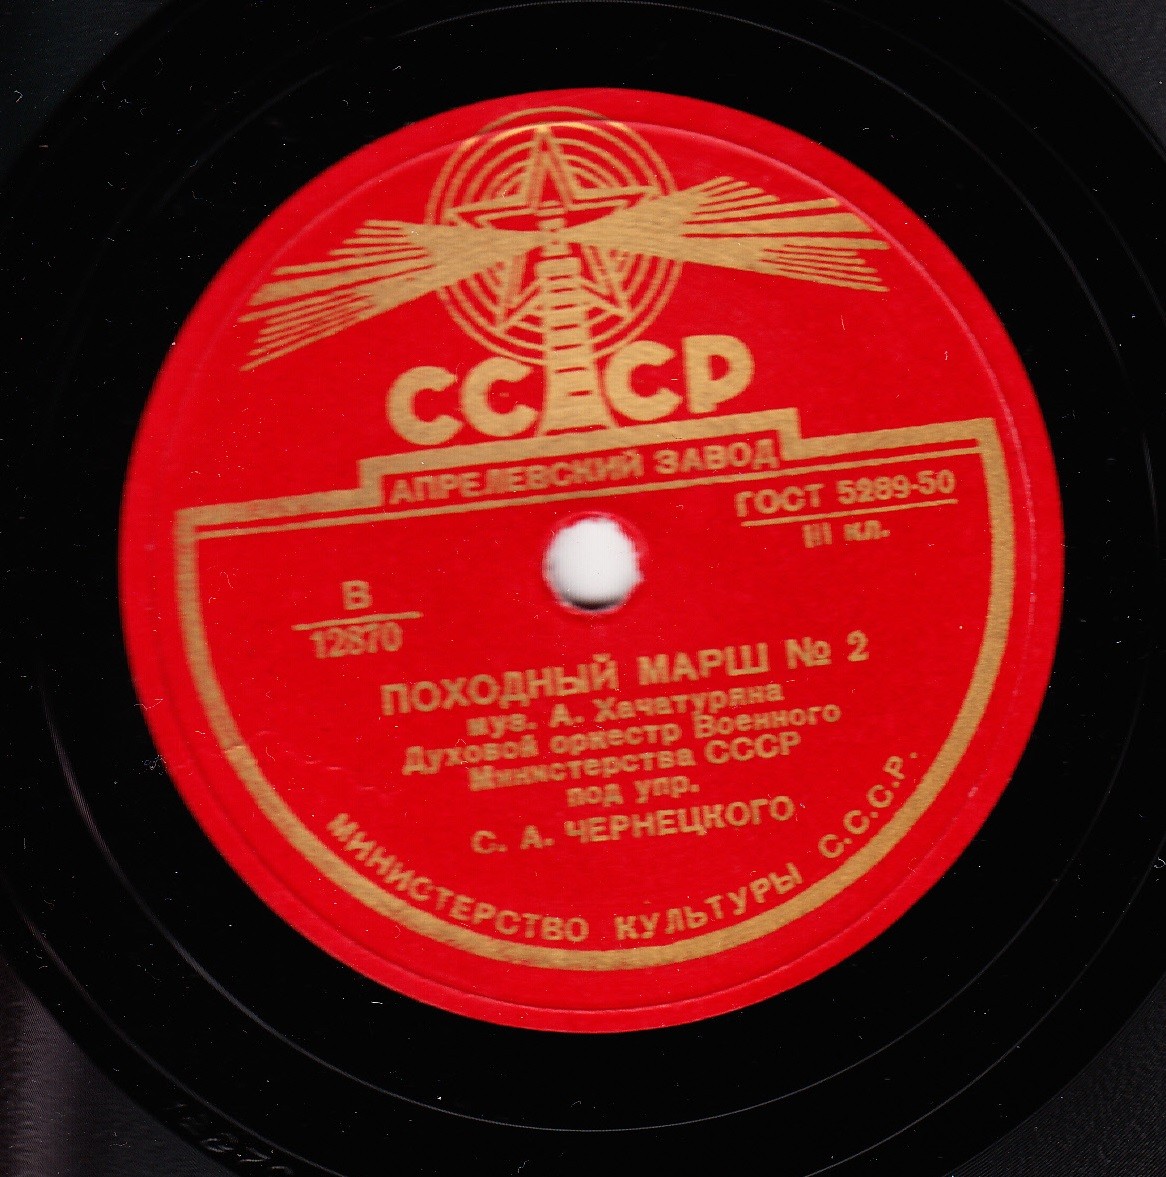 СССР
АПРЕЛЕВСКИЙ ЗАВОД
ГОСТ 5289-50
III кл.
В
12870
ПОХОДНЫЙ МАРШ № 2
муз. А. Хачатуряна
Духовой оркестр Военного
Министерства СССР
под упр.
С. А. ЧЕРНЕЦКОГО
МИНИСТЕРСТВО КУЛЬТУРЫ С.С.С.Р.